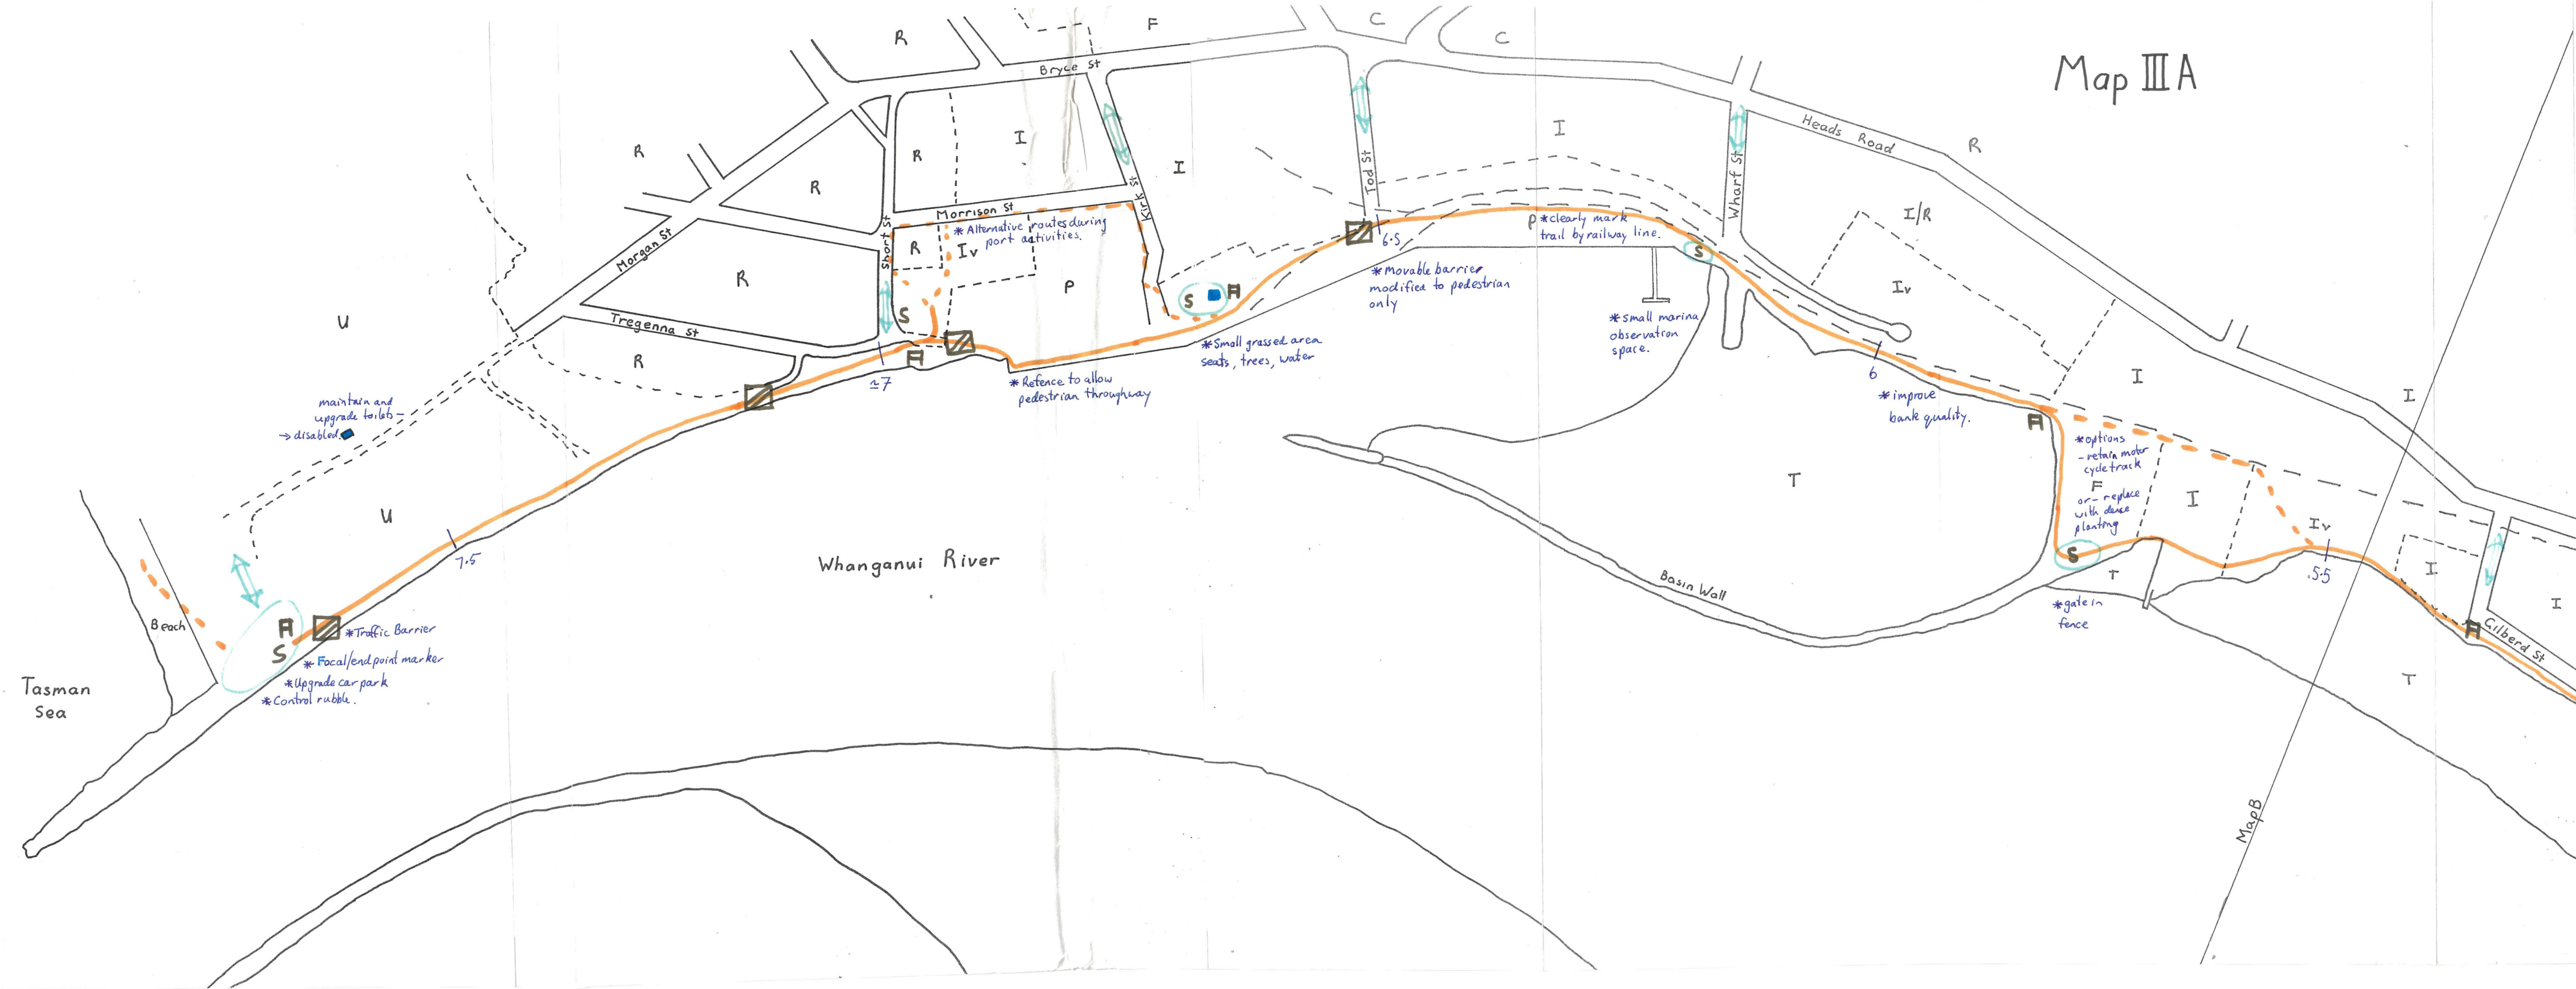 Map III A
R
F
C
C
Bryce St
R
R
I
I
I
Heads Road
R
R
Kirk St
Tod St
Wharf St
I/R
Morrison St
Short St
Morgan St
R
R
Iv
P
* Alternative routes during
port activities.
P
* clearly mark
trail by railway line.
6.5
S
Iv
U
Tregenna St
R
S
S
A
* movable barrier
modified to pedestrian
only
* small marina
observation
space.
* Small grassed area
seats, trees, water
A
≈7
* Refence to allow
pedestrian throughway
6
* improve
bank quality.
I
I
maintain and
upgrade toilets -
→ disabled.
A
* options
- retain motor
cycle track
F
or - replace
with dense
planting
I
Iv
T
U
7.5
Whanganui River
Basin Wall
S
T
5.5
I
I
* gate in
fence
A
Gilberd St
T
Beach
A
S
* Traffic Barrier
* Focal/end point marker
* Upgrade car park
* Control rubble.
Tasman
Sea
Map B